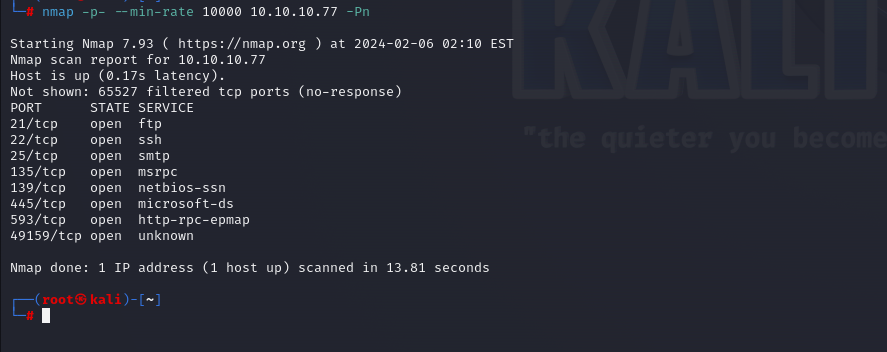 └─# nmap -p- --min-rate 10000 10.10.10.77 -Pn
Starting Nmap 7.93 ( https://nmap.org ) at 2024-02-06 02:10 EST
Nmap scan report for 10.10.10.77
Host is up (0.17s latency).
Not shown: 65527 filtered tcp ports (no-response)
PORT      STATE SERVICE
21/tcp    open  ftp
22/tcp    open  ssh
25/tcp    open  smtp
135/tcp   open  msrpc
139/tcp   open  netbios-ssn
445/tcp   open  microsoft-ds
593/tcp   open  http-rpc-epmap
49159/tcp open  unknown
Nmap done: 1 IP address (1 host up) scanned in 13.81 seconds
┌──(root㉿kali)-[~]
└─#
KALI
"the quieter you become